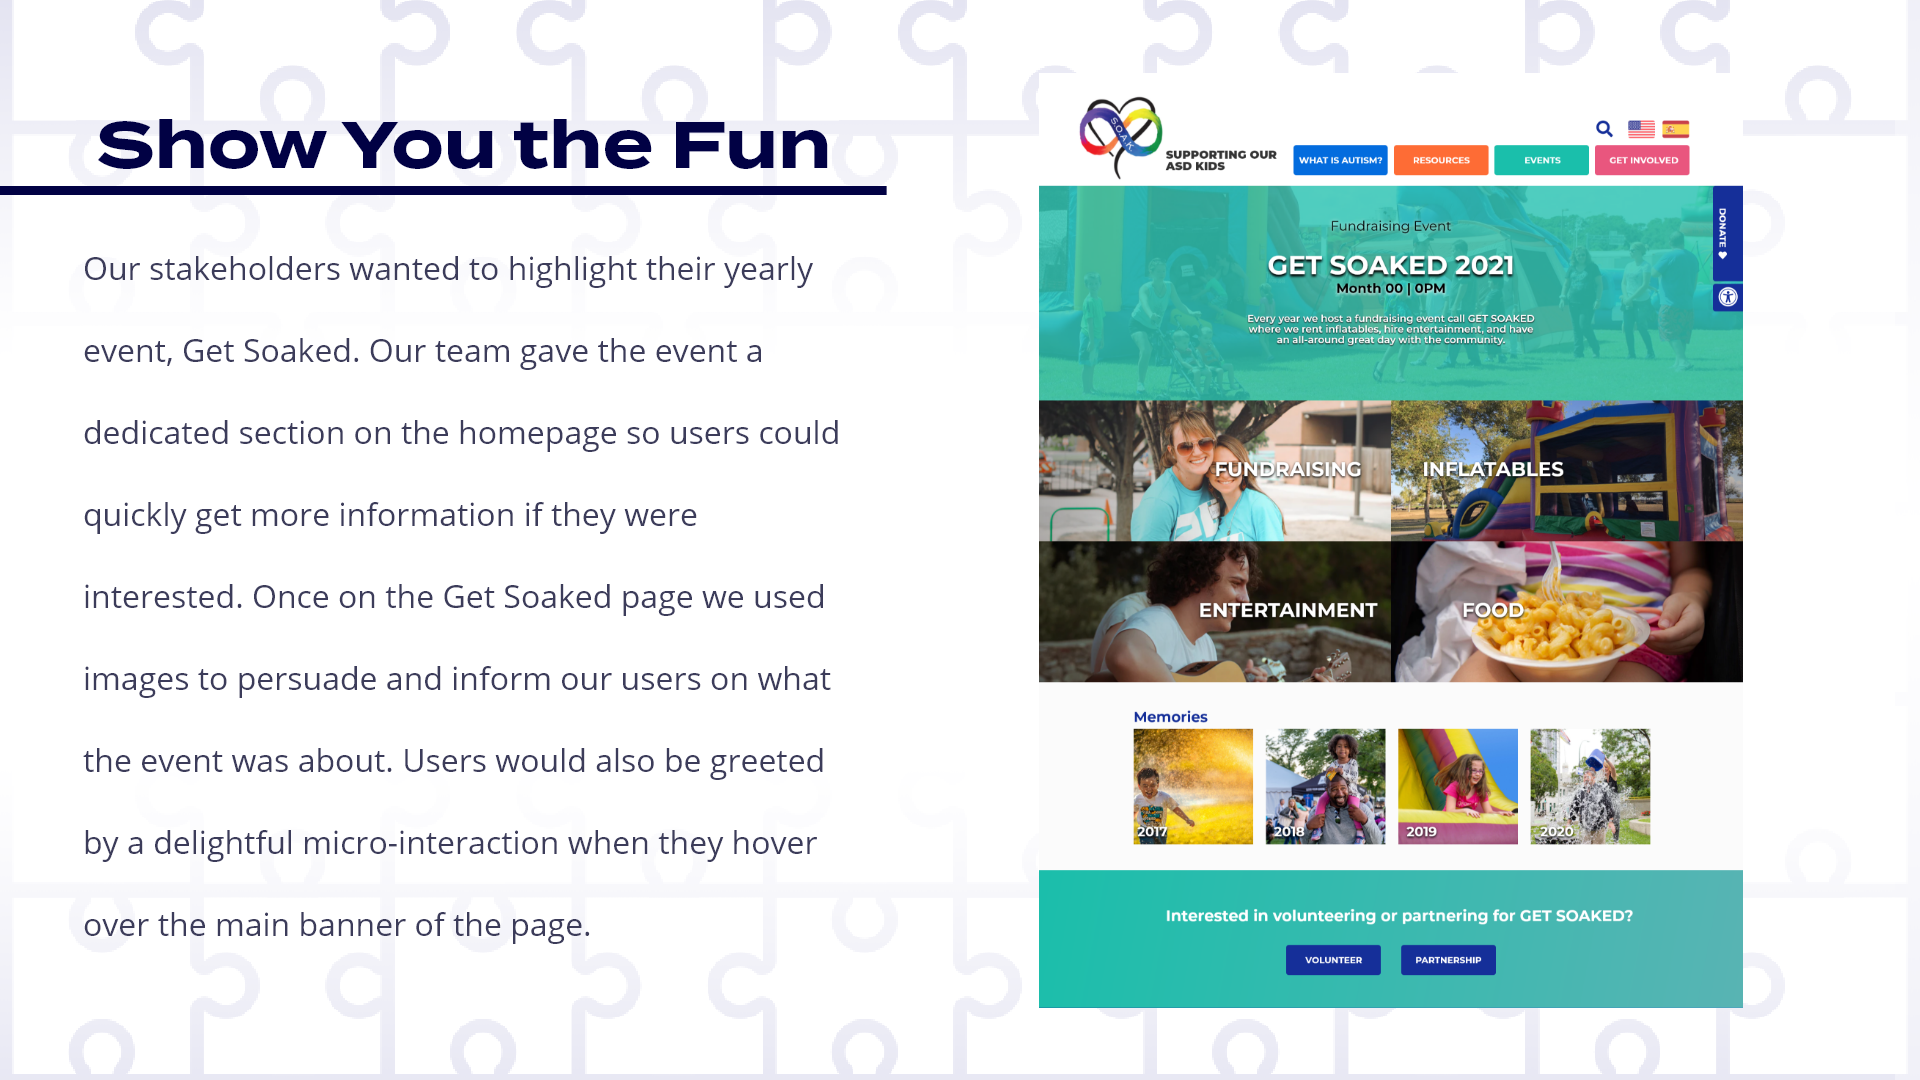 Show You the Fun
Our stakeholders wanted to highlight their yearly
event, Get Soaked. Our team gave the event a
dedicated section on the homepage so users could
quickly get more information if they were
interested. Once on the Get Soaked page we used
images to persuade and inform our users on what
the event was about. Users would also be greeted
by a delightful micro-interaction when they hover
over the main banner of the page.
SOAK
SUPPORTING OUR
ASD KIDS
WHAT IS AUTISM?
RESOURCES
EVENTS
GET INVOLVED
DONATE
Fundraising Event
GET SOAKED 2021
Month 00 | 0PM
Every year we host a fundraising event call GET SOAKED
where we rent inflatables, hire entertainment, and have
an all-around great day with the community.
FUNDRAISING
INFLATABLES
ENTERTAINMENT
FOOD
Memories
2017
2018
2019
2020
Interested in volunteering or partnering for GET SOAKED?
VOLUNTEER
PARTNERSHIP